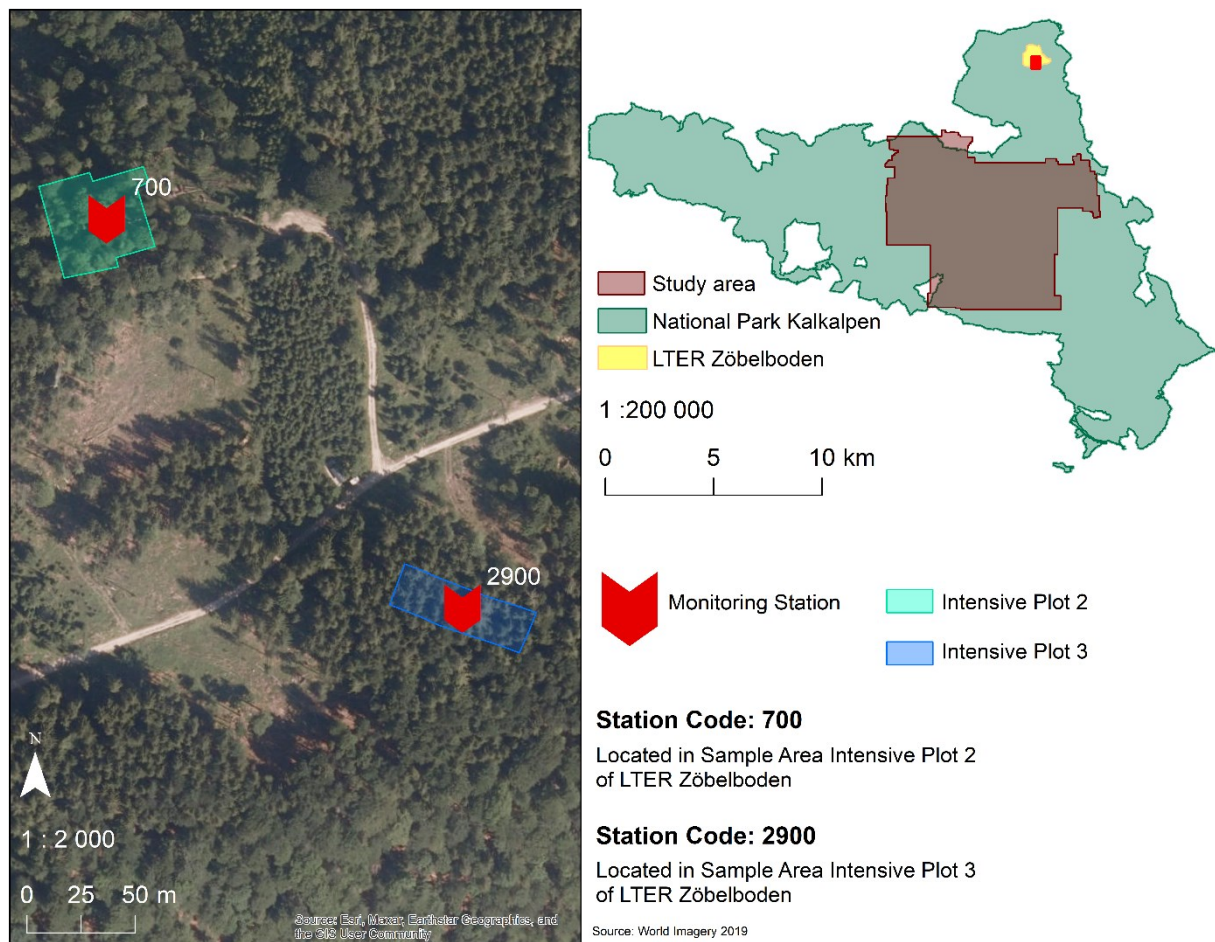 700
2900
N
1 : 2 000
0 25 50 m
Source: Esri, Maxar, Earthstar Geographics, and
the GIS User Community
Study area
National Park Kalkalpen
LTER Zöbelboden
1 :200 000
0 5 10 km
Monitoring Station
Intensive Plot 2
Intensive Plot 3
Station Code: 700
Located in Sample Area Intensive Plot 2
of LTER Zöbelboden
Station Code: 2900
Located in Sample Area Intensive Plot 3
of LTER Zöbelboden
Source: World Imagery 2019